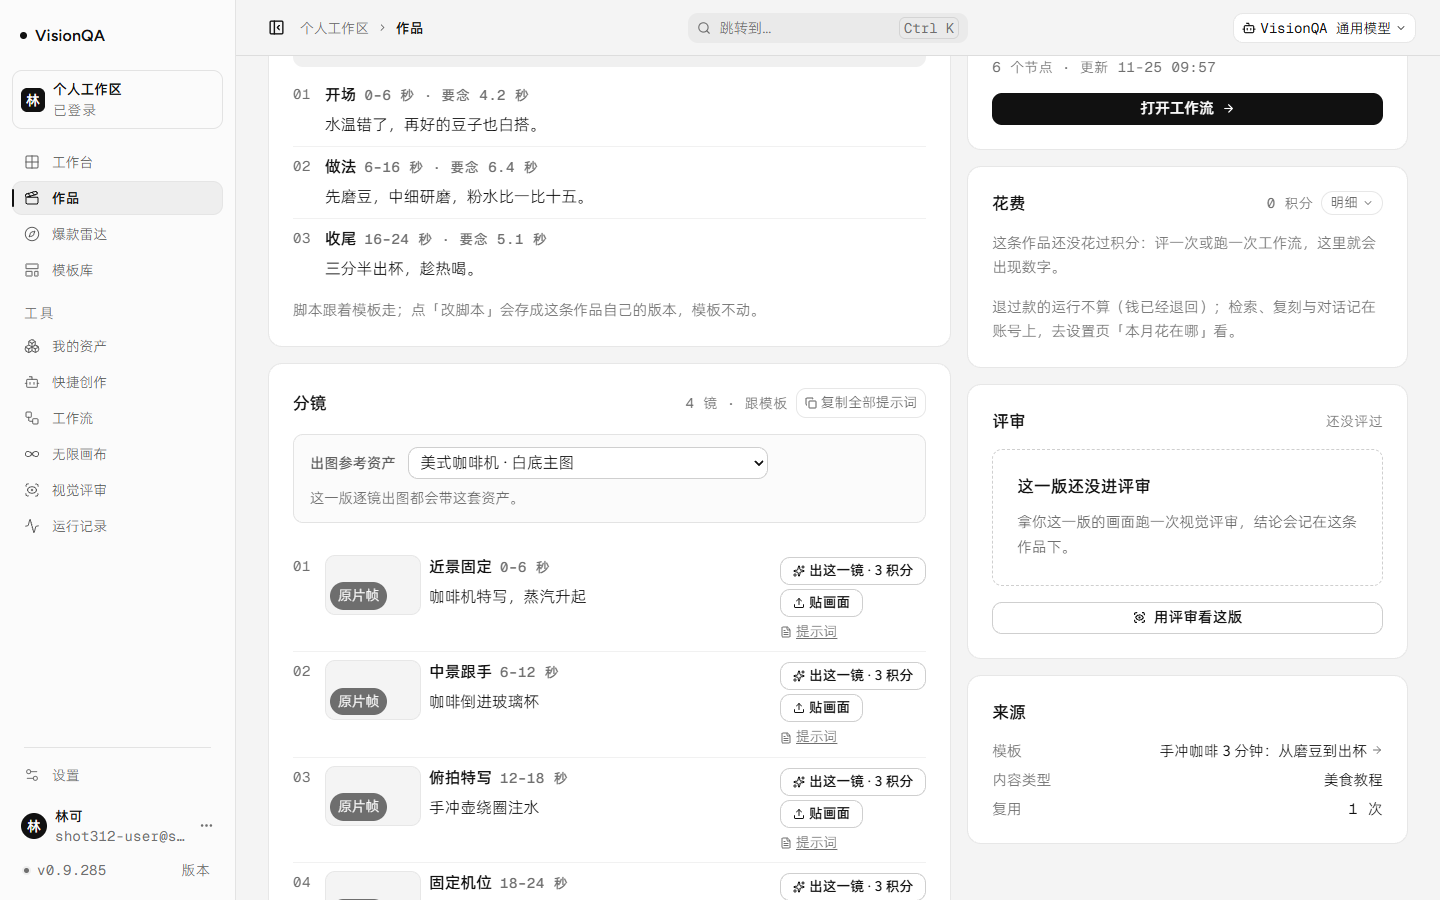 VisionQA
林
个人工作区
已登录
工作台
作品
爆款雷达
模板库
工具
我的资产
快捷创作
工作流
无限画布
视觉评审
运行记录
设置
林
林可
shot312-user@s…
v0.9.285
版本
个人工作区
作品
跳转到…
Ctrl K
VisionQA 通用模型
01 开场 0-6 秒 · 要念 4.2 秒
水温错了，再好的豆子也白搭。
02 做法 6-16 秒 · 要念 6.4 秒
先磨豆，中细研磨，粉水比一比十五。
03 收尾 16-24 秒 · 要念 5.1 秒
三分半出杯，趁热喝。
脚本跟着模板走；点「改脚本」会存成这条作品自己的版本，模板不动。
分镜
4 镜 · 跟模板
复制全部提示词
出图参考资产
美式咖啡机 · 白底主图
这一版逐镜出图都会带这套资产。
01
原片帧
近景固定 0-6 秒
咖啡机特写，蒸汽升起
出这一镜 · 3 积分
贴画面
提示词
02
原片帧
中景跟手 6-12 秒
咖啡倒进玻璃杯
出这一镜 · 3 积分
贴画面
提示词
03
原片帧
俯拍特写 12-18 秒
手冲壶绕圈注水
出这一镜 · 3 积分
贴画面
提示词
04
固定机位 18-24 秒
出这一镜 · 3 积分
6 个节点 · 更新 11-25 09:57
打开工作流 →
花费
0 积分
明细
这条作品还没花过积分：评一次或跑一次工作流，这里就会
出现数字。
退过款的运行不算（钱已经退回）；检索、复刻与对话记在
账号上，去设置页「本月花在哪」看。
评审
还没评过
这一版还没进评审
拿你这一版的画面跑一次视觉评审，结论会记在这条
作品下。
用评审看这版
来源
模板
手冲咖啡 3 分钟：从磨豆到出杯 →
内容类型
美食教程
复用
1 次